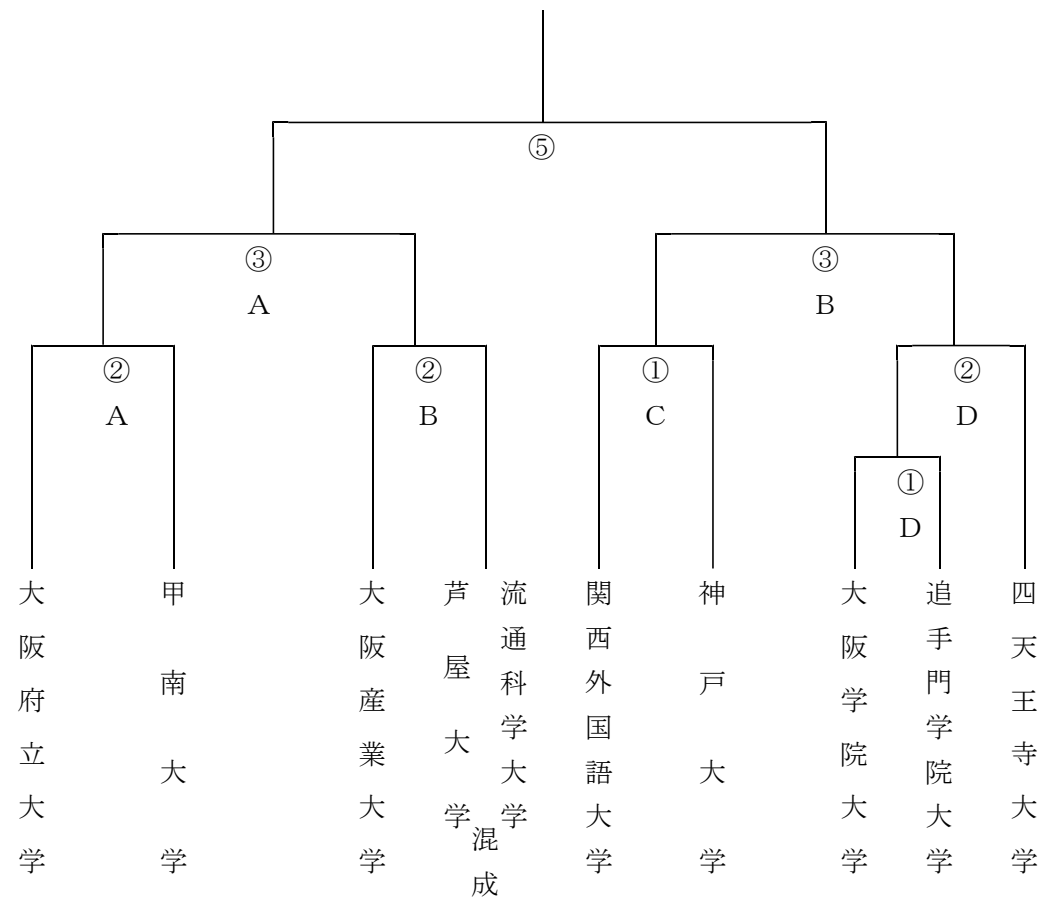 ⑤
③
A
③
B
②
A
②
B
①
C
②
D
①
D
大阪府立大学
甲南大学
大阪産業大学
芦屋大学
流通科学大学
混成
関西外国語大学
神戸大学
大阪学院大学
追手門学院大学
四天王寺大学